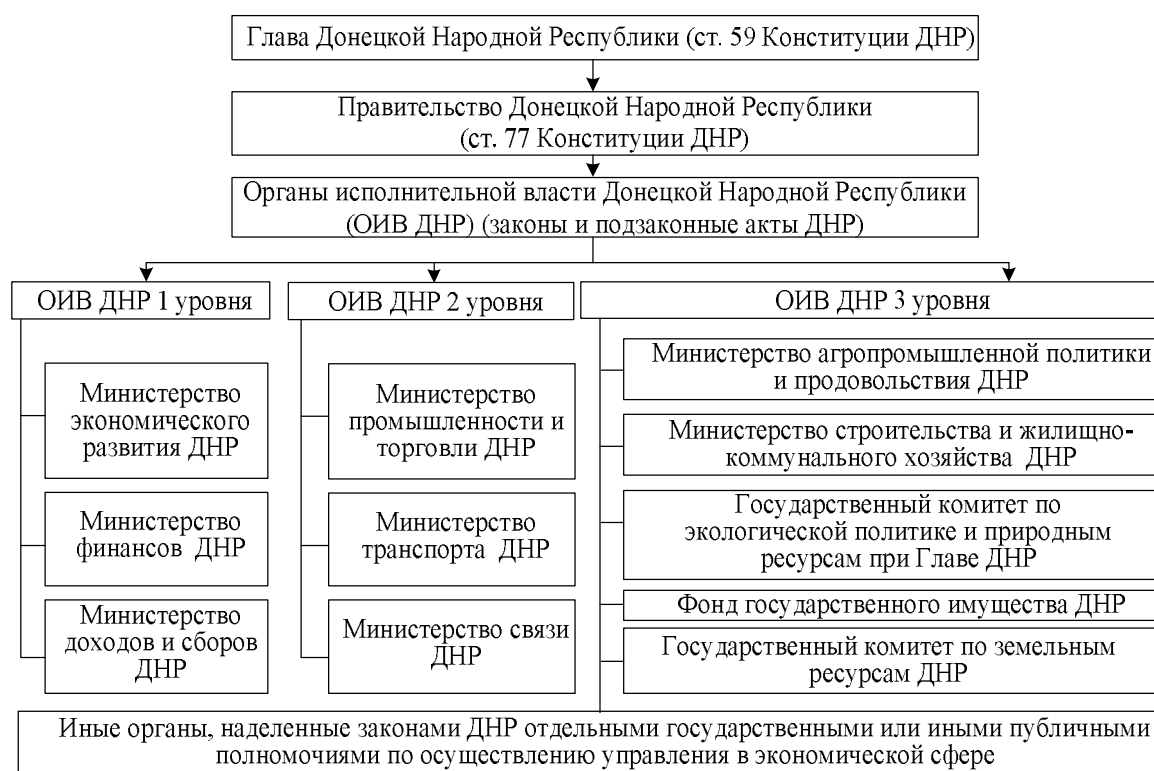 Глава Донецкой Народной Республики (ст. 59 Конституции ДНР)
Правительство Донецкой Народной Республики
(ст. 77 Конституции ДНР)
Органы исполнительной власти Донецкой Народной Республики
(ОИВ ДНР) (законы и подзаконные акты ДНР)
ОИВ ДНР 1 уровня
Министерство
экономического
развития ДНР
Министерство
финансов ДНР
Министерство
доходов и сборов
ДНР
ОИВ ДНР 2 уровня
Министерство
промышленности и
торговли ДНР
Министерство
транспорта ДНР
Министерство связи
ДНР
ОИВ ДНР 3 уровня
Министерство агропромышленной политики
и продовольствия ДНР
Министерство строительства и жилищно-
коммунального хозяйства ДНР
Государственный комитет по
экологической политике и природным
ресурсам при Главе ДНР
Фонд государственного имущества ДНР
Государственный комитет по земельным
ресурсам ДНР
Иные органы, наделенные законами ДНР отдельными государственными или иными публичными
полномочиями по осуществлению управления в экономической сфере